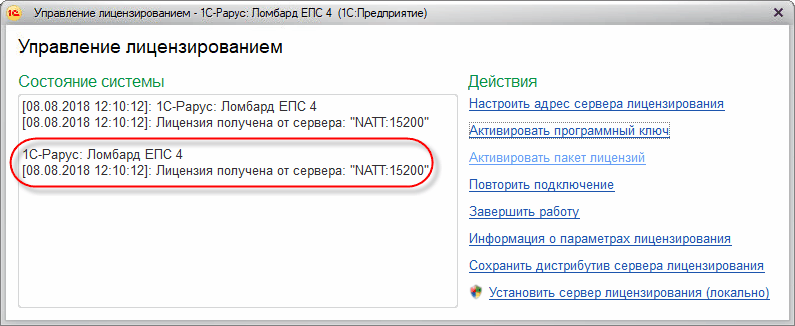 Управление лицензированием - 1С-Рарус: Ломбард ЕПС 4 (1С:Предприятие)
Управление лицензированием
Состояние системы
[08.08.2018 12:10:12]: 1С-Рарус: Ломбард ЕПС 4
[08.08.2018 12:10:12]: Лицензия получена от сервера: "NATT:15200"
1С-Рарус: Ломбард ЕПС 4
[08.08.2018 12:10:12]: Лицензия получена от сервера: "NATT:15200"
Действия
Настроить адрес сервера лицензирования
Активировать программный ключ
Активировать пакет лицензий
Повторить подключение
Завершить работу
Информация о параметрах лицензирования
Сохранить дистрибутив сервера лицензирования
Установить сервер лицензирования (локально)